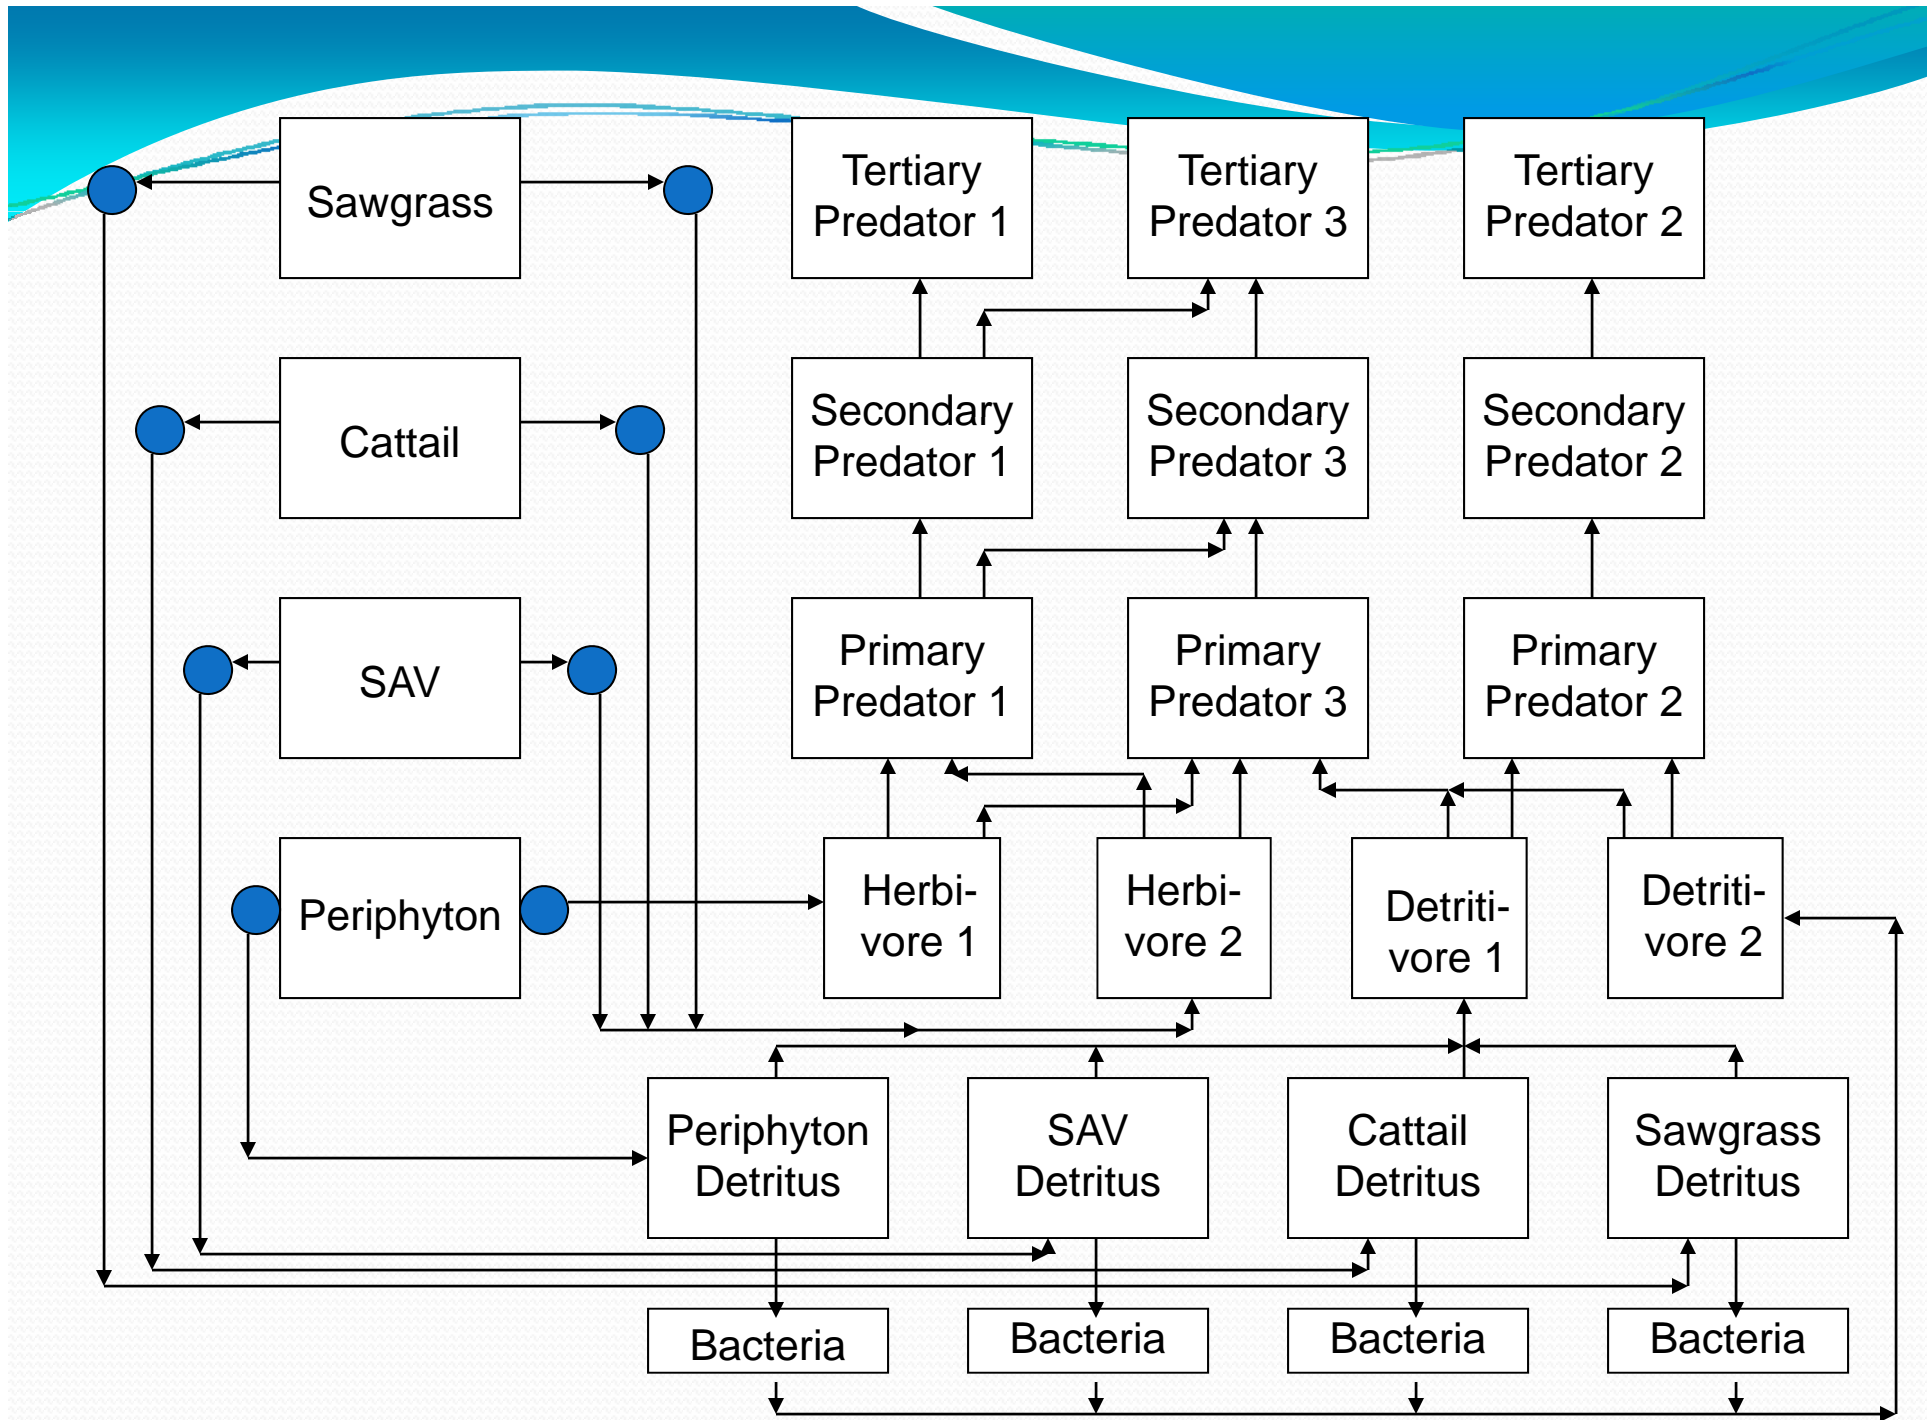 Sawgrass
Tertiary
Predator 1
Tertiary
Predator 3
Tertiary
Predator 2
Cattail
Secondary
Predator 1
Secondary
Predator 3
Secondary
Predator 2
SAV
Primary
Predator 1
Primary
Predator 3
Primary
Predator 2
Periphyton
Herbi-
vore 1
Herbi-
vore 2
Detriti-
vore 1
Detriti-
vore 2
Periphyton
Detritus
SAV
Detritus
Cattail
Detritus
Sawgrass
Detritus
Bacteria
Bacteria
Bacteria
Bacteria